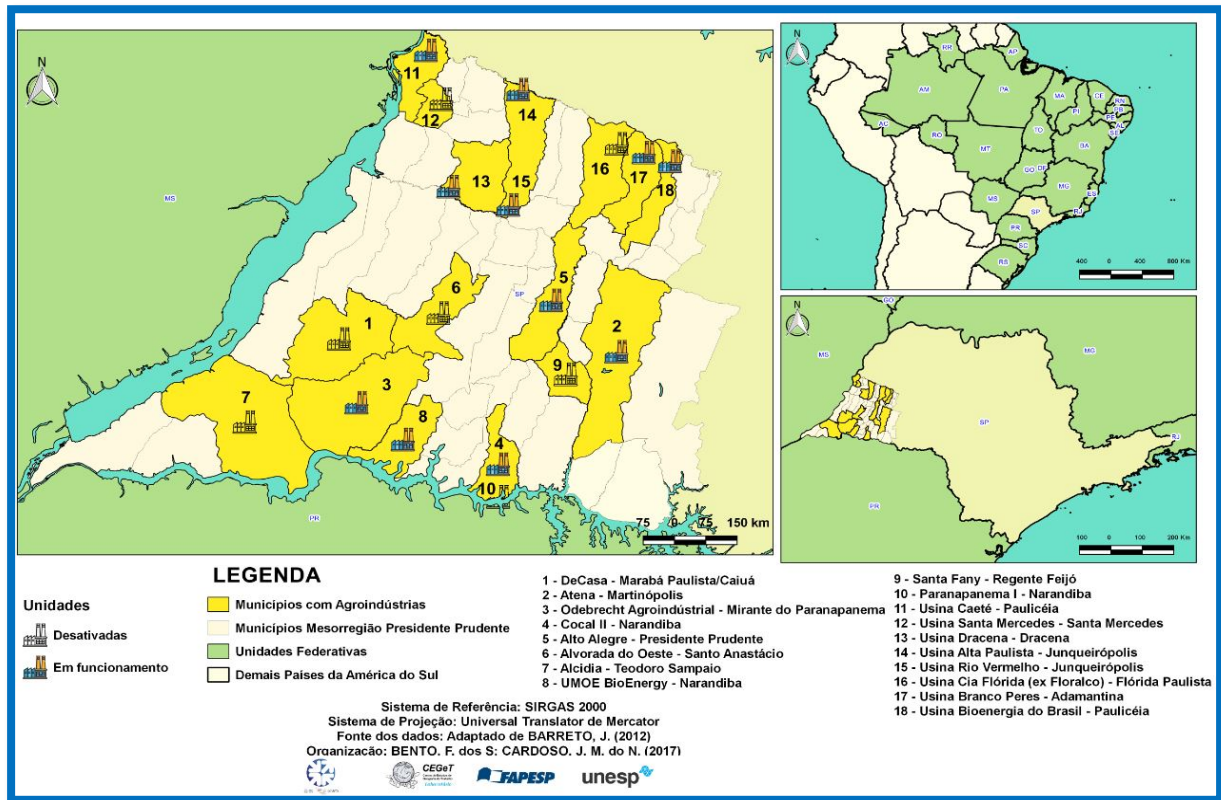 N
11
12
14
13
15
16
17
18
MS
5
6
SP
2
1
9
3
7
8
4
10
PR
75 0 75 150 km
N
RR
AP
AM
PA
MA
CE
RN
PB
PE
AL
SE
PI
AC
RO
TO
MT
BA
GO
DF
MG
MS
ES
SP
RJ
PR
SC
RS
400 0 400 800 Km
N
GO
MS
MG
SP
RJ
PR
100 0 100 200 Km
LEGENDA
Unidades
Desativadas
Em funcionamento
Municípios com Agroindústrias
Municípios Mesorregião Presidente Prudente
Unidades Federativas
Demais Países da América do Sul
1 - DeCasa - Marabá Paulista/Caiuá
2 - Atena - Martinópolis
3 - Odebrecht Agroindústrial - Mirante do Paranapanema
4 - Cocal II - Narandiba
5 - Alto Alegre - Presidente Prudente
6 - Alvorada do Oeste - Santo Anastácio
7 - Alcidia - Teodoro Sampaio
8 - UMOE BioEnergy - Narandiba
9 - Santa Fany - Regente Feijó
10 - Paranapanema I - Narandiba
11 - Usina Caeté - Paulicéia
12 - Usina Santa Mercedes - Santa Mercedes
13 - Usina Dracena - Dracena
14 - Usina Alta Paulista - Junqueirópolis
15 - Usina Rio Vermelho - Junqueirópolis
16 - Usina Cia Flórida (ex Floralco) - Flórida Paulista
17 - Usina Branco Peres - Adamantina
18 - Usina Bioenergia do Brasil - Paulicéia
Sistema de Referência: SIRGAS 2000
Sistema de Projeção: Universal Translator de Mercator
Fonte dos dados: Adaptado de BARRETO, J. (2012)
Organização: BENTO, F. dos S; CARDOSO, J. M. do N. (2017)
CEGeT
FAPESP
unesp